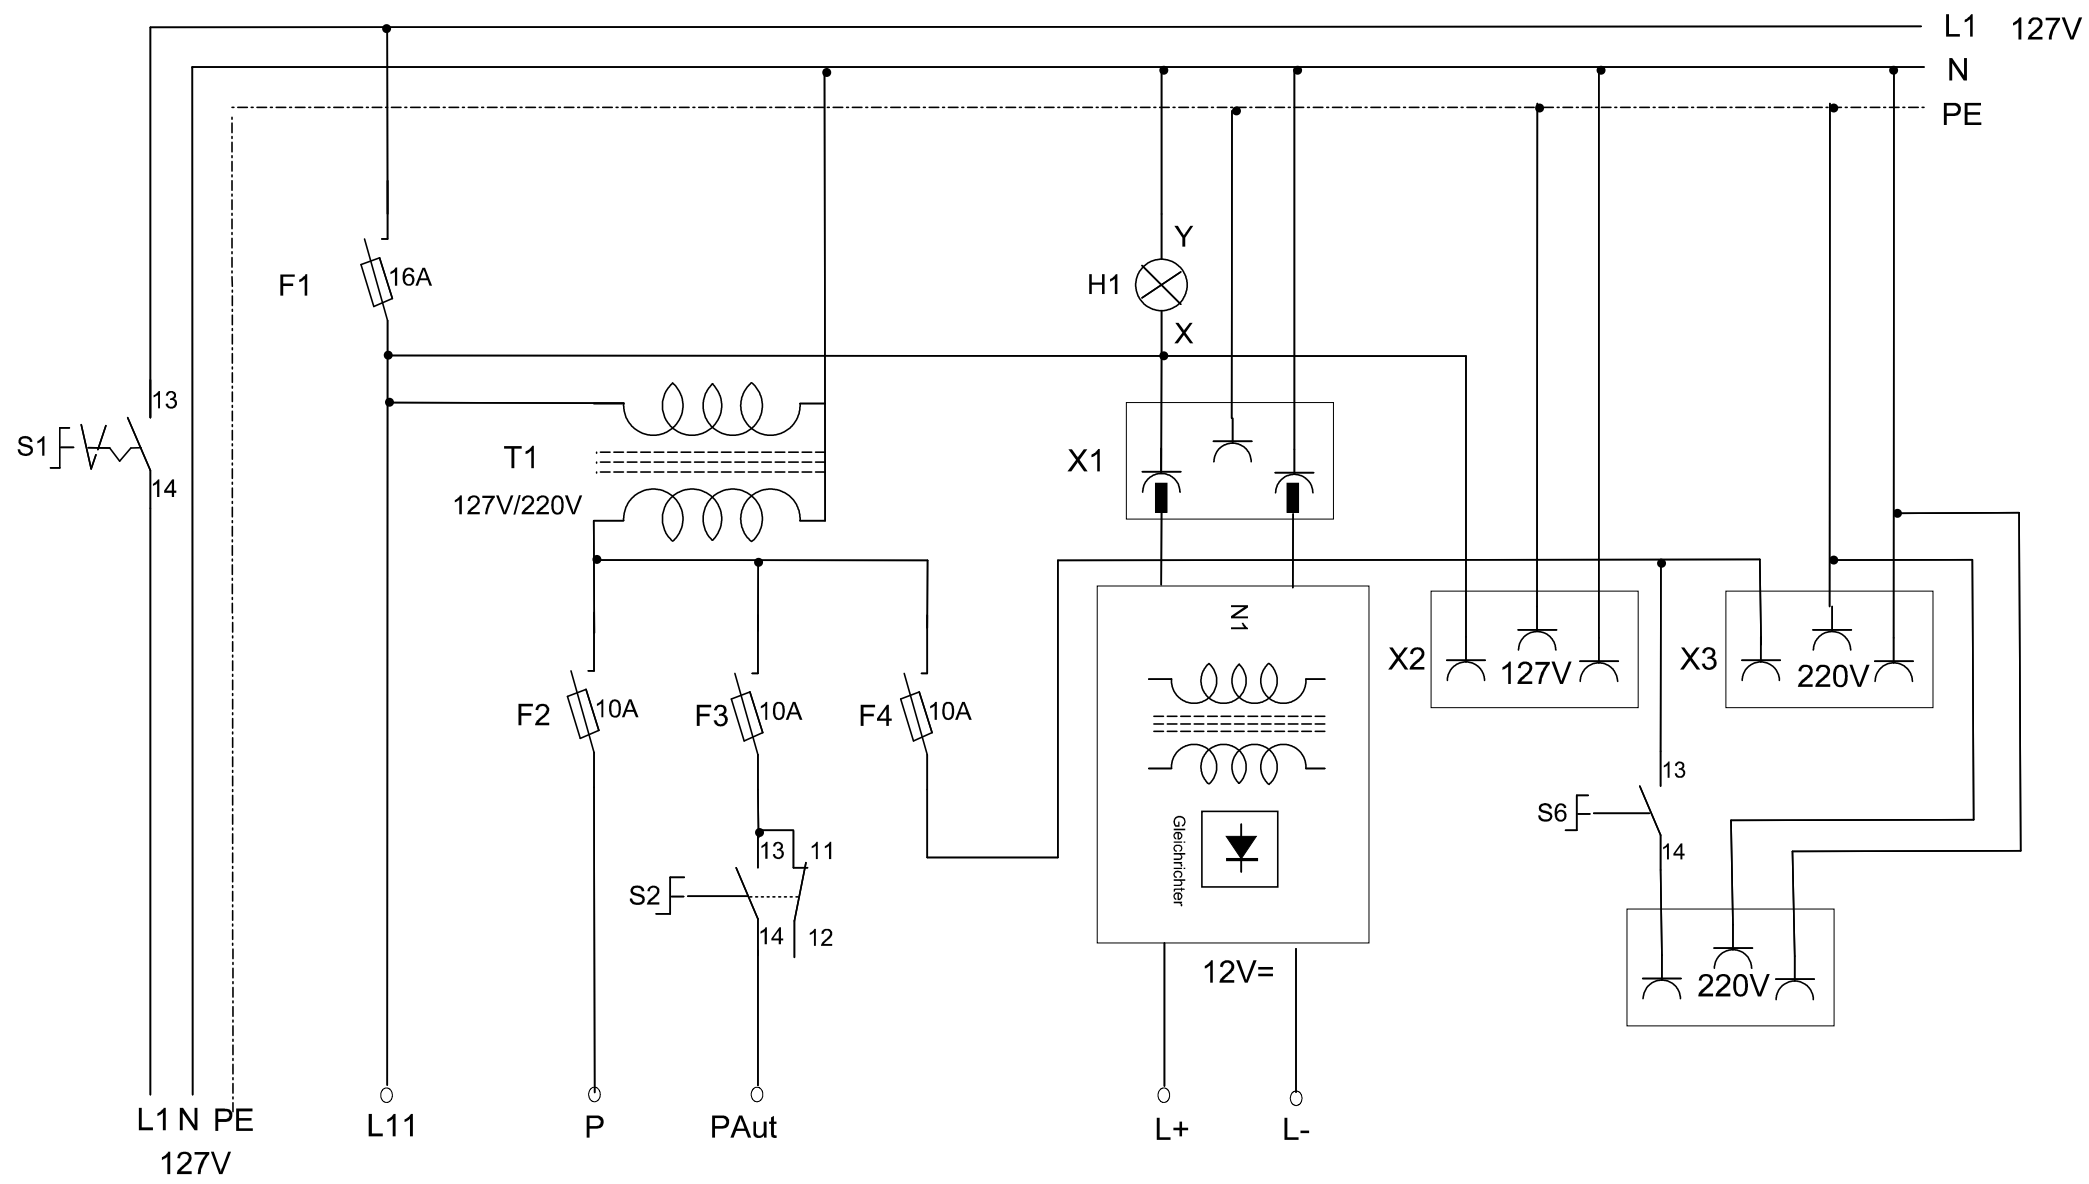 L1 127V
N
PE
Y
F1 16A
H1
X
13
S1
14
T1
127V/220V
X1
N1
X2 127V
X3 220V
F2 10A
F3 10A
F4 10A
13
S6
14
Gleichrichter
13 11
S2
14 12
12V=
220V
L1 N PE
127V
L11
P
PAut
L+
L-